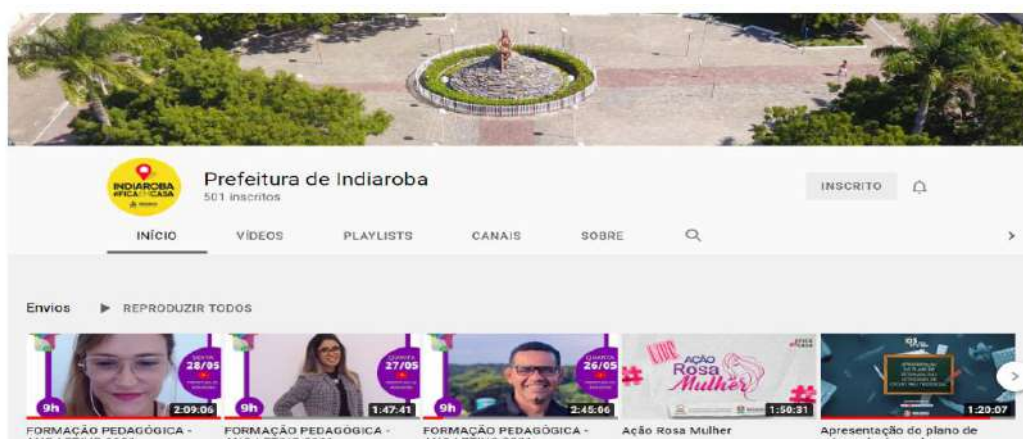 Prefeitura de Indiaroba
501 inscritos
INSCRITO
INDIAROBA
#FICAEMCASA
INÍCIO VÍDEOS PLAYLISTS CANAIS SOBRE
Envios REPRODUZIR TODOS
SEXTA
28/05
9h
2:09:06
QUARTA
27/05
9h
1:47:41
QUARTA
26/05
9h
2:45:06
LIVE
AÇÃO
Rosa
Mulher
#FICA
EMCASA
1:50:31
1:20:07
FORMAÇÃO PEDAGÓGICA -
FORMAÇÃO PEDAGÓGICA -
FORMAÇÃO PEDAGÓGICA -
Ação Rosa Mulher
Apresentação do plano de